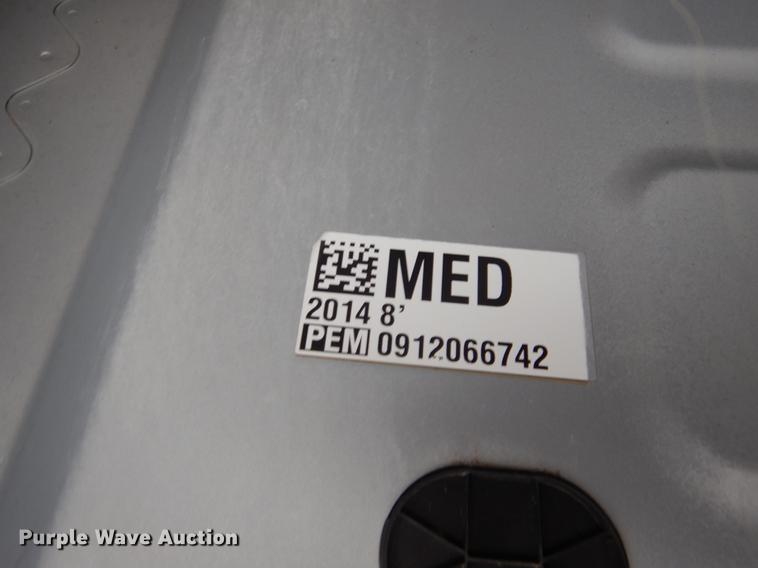 MED
2014 8'
PEM 0912066742
Purple Wave Auction